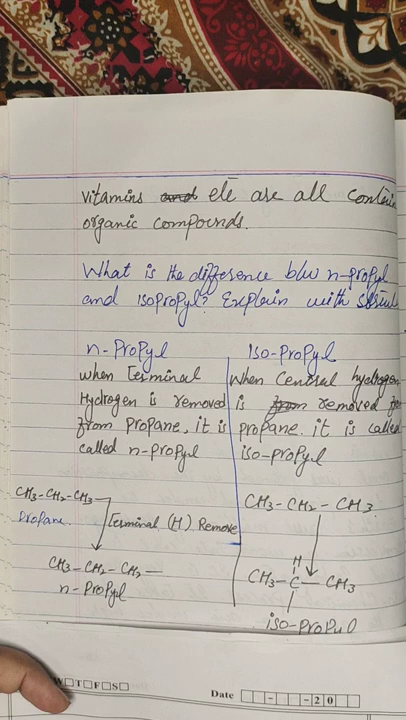 vitamins and etc are all contain
organic compounds.
What is the difference b/w n-propyl
and isopropyl? Explain with
n-Propyl
when Terminal
Hydrogen is removed
from propane, it is
called n-propyl
CH3-CH2-CH3
Propane
Terminal (H) Remove
CH3-CH2-CH2-
n-Propyl
Iso-Propyl
When Central hydrogen
is from removed
propane. it is called
iso-propyl
CH3-CH2-CH3
H
CH3-C-CH3
iso-propyl
W T F S
Date - -20